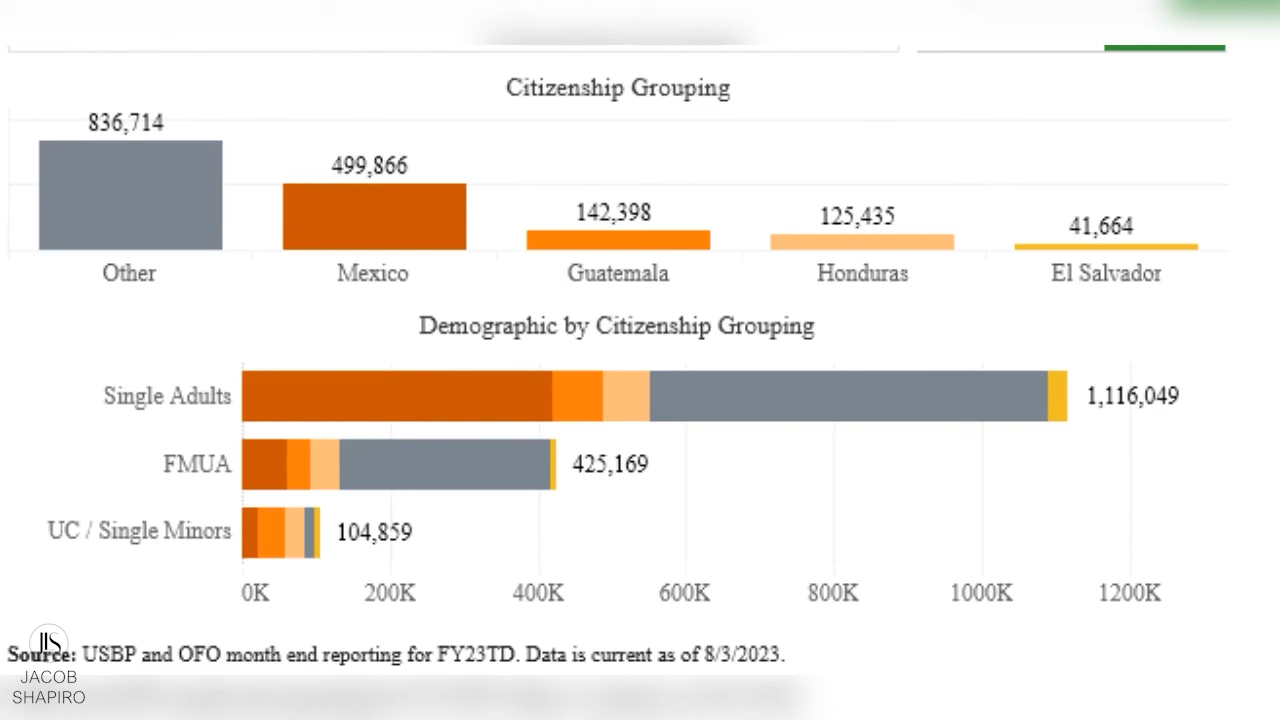 Citizenship Grouping
836,714
499,866
142,398
125,435
41,664
Other Mexico Guatemala Honduras El Salvador
Demographic by Citizenship Grouping
Single Adults 1,116,049
FMUA 425,169
UC / Single Minors 104,859
0K 200K 400K 600K 800K 1000K 1200K
Source: USBP and OFO month end reporting for FY23TD. Data is current as of 8/3/2023.
JLS
JACOB
SHAPIRO